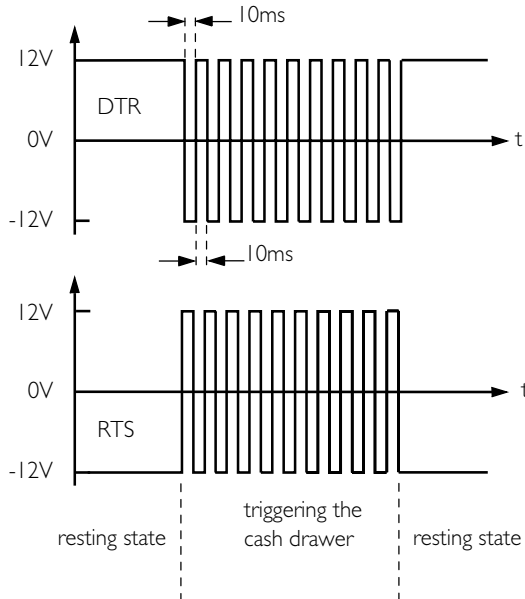 10ms
12V
DTR
0V
t
-12V
10ms
12V
0V
t
RTS
-12V
triggering the
resting state cash drawer resting state